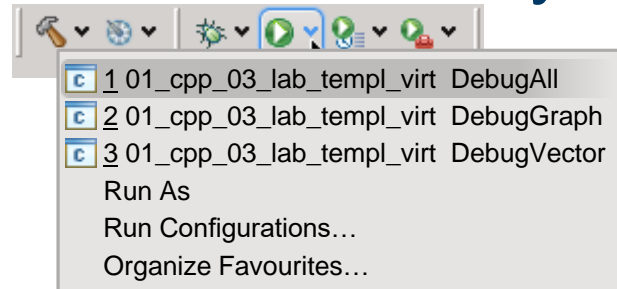 1 01_cpp_03_lab_templ_virt DebugAll
2 01_cpp_03_lab_templ_virt DebugGraph
3 01_cpp_03_lab_templ_virt DebugVector
Run As
Run Configurations…
Organize Favourites…